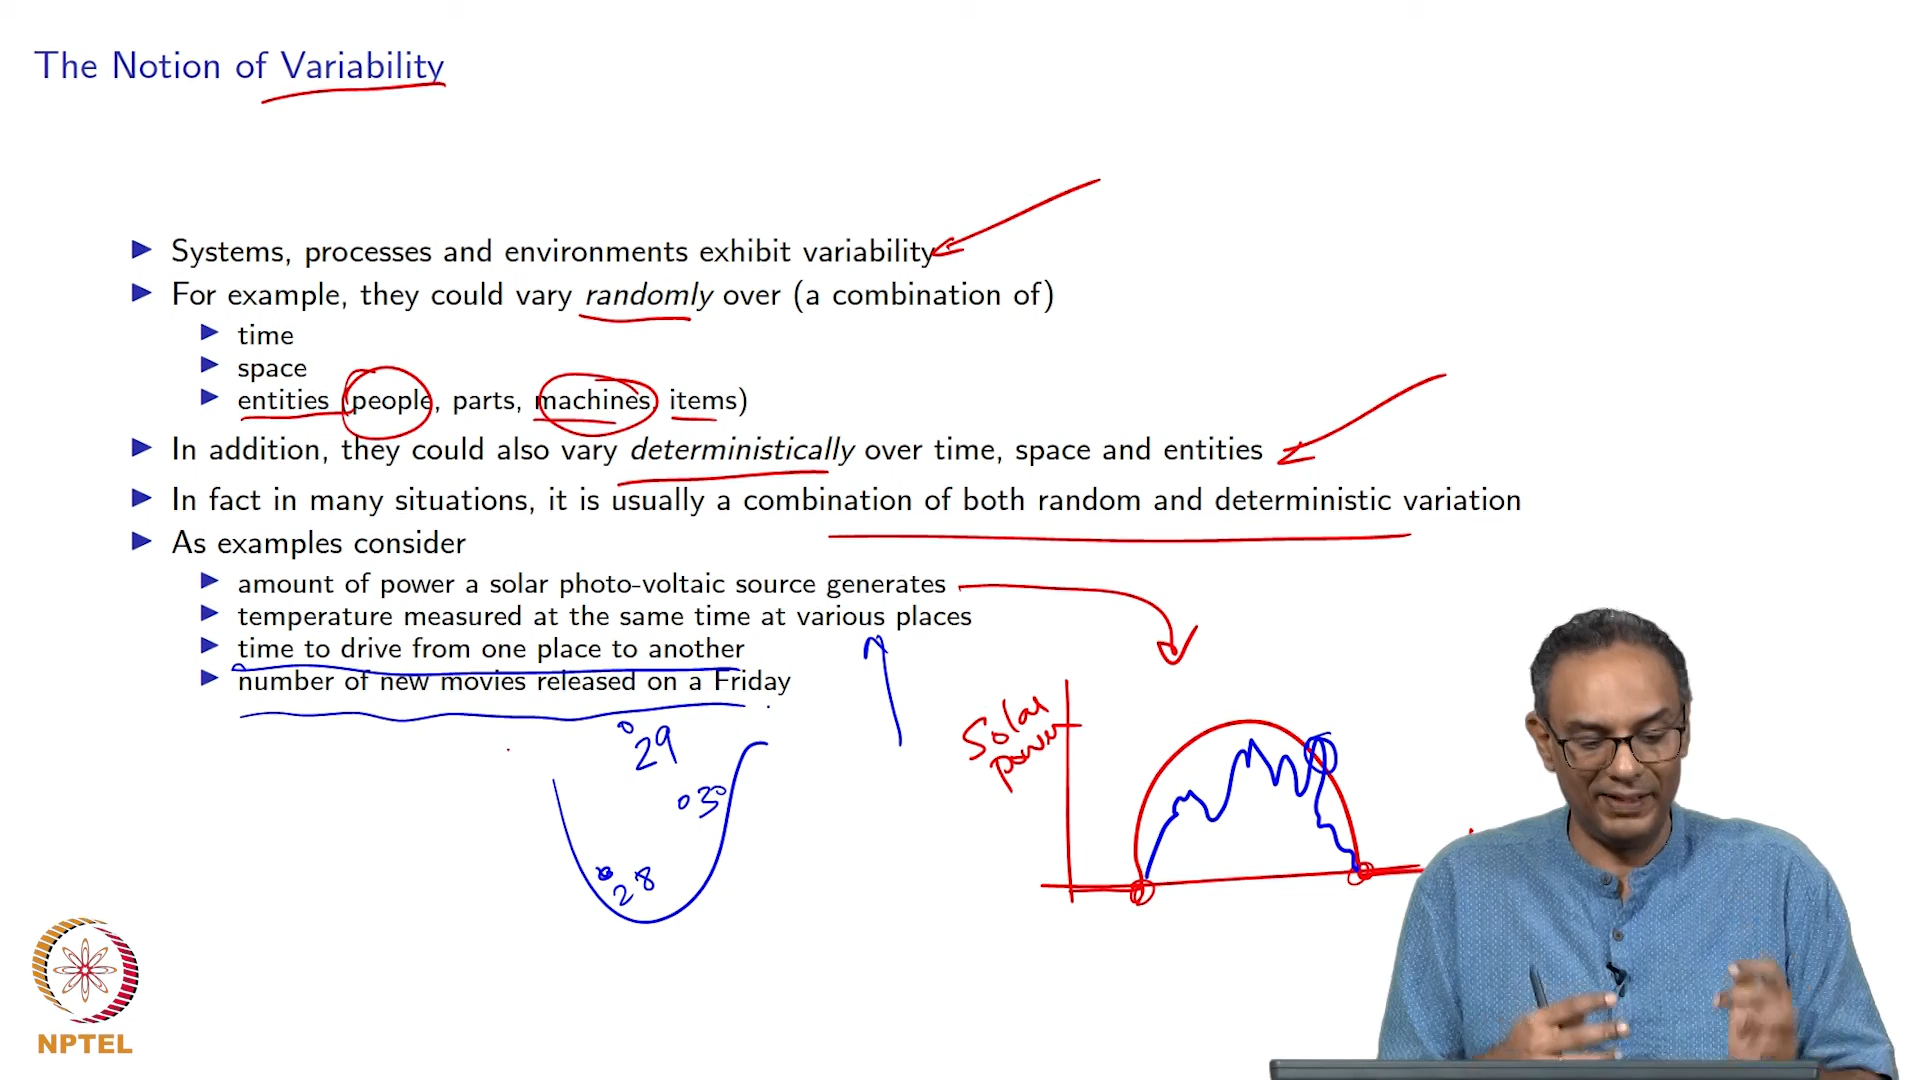 The Notion of Variability
Systems, processes and environments exhibit variability
For example, they could vary randomly over (a combination of)
time
space
entities (people, parts, machines, items)
In addition, they could also vary deterministically over time, space and entities
In fact in many situations, it is usually a combination of both random and deterministic variation
As examples consider
amount of power a solar photo-voltaic source generates
temperature measured at the same time at various places
time to drive from one place to another
number of new movies released on a Friday
29
30
28
Solar
power
NPTEL